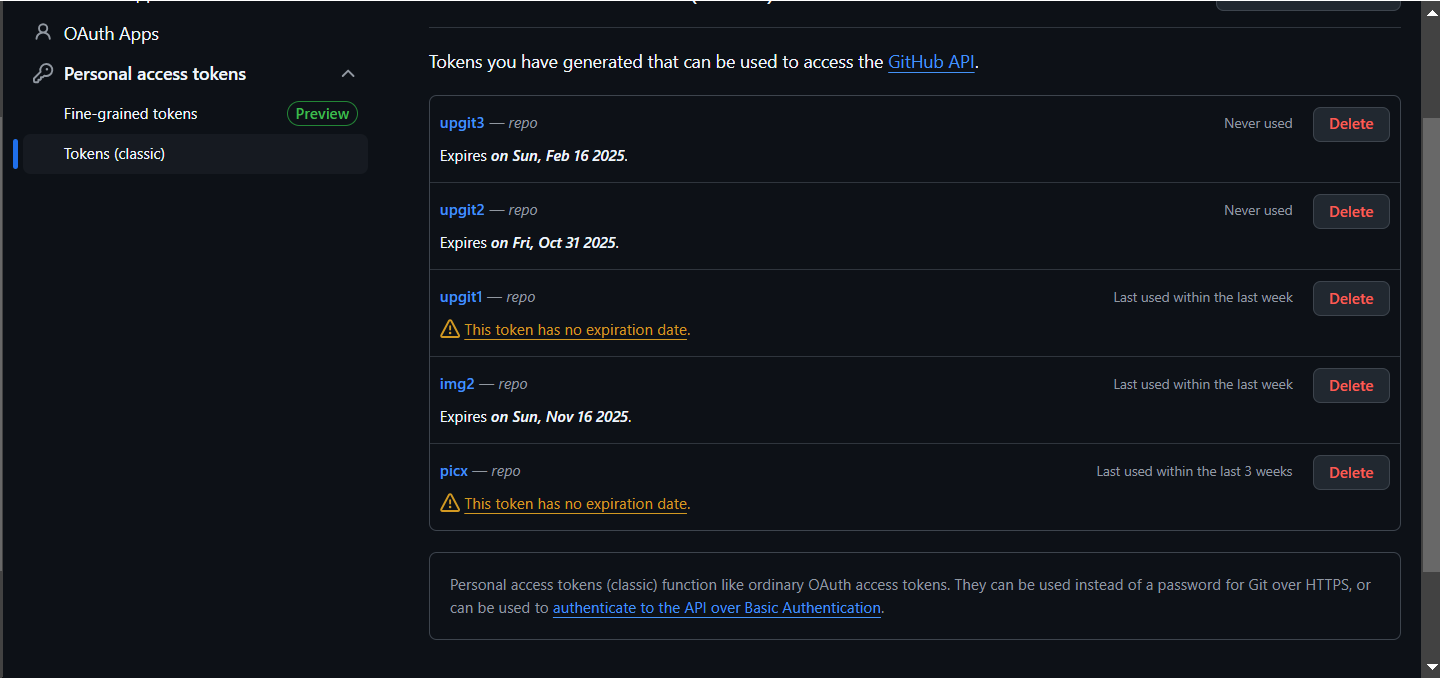 OAuth Apps
Personal access tokens
Fine-grained tokens Preview
Tokens (classic)
Tokens you have generated that can be used to access the GitHub API.
upgit3 — repo Never used Delete
Expires on Sun, Feb 16 2025.
upgit2 — repo Never used Delete
Expires on Fri, Oct 31 2025.
upgit1 — repo Last used within the last week Delete
This token has no expiration date.
img2 — repo Last used within the last week Delete
Expires on Sun, Nov 16 2025.
picx — repo Last used within the last 3 weeks Delete
This token has no expiration date.
Personal access tokens (classic) function like ordinary OAuth access tokens. They can be used instead of a password for Git over HTTPS, or
can be used to authenticate to the API over Basic Authentication.